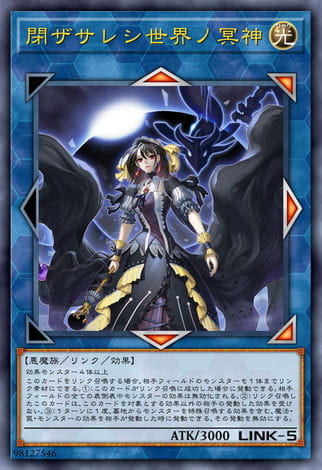 閉ザサレシ世界ノ冥神
光
【悪魔族／リンク／効果】
効果モンスター４体以上
このカードをリンク召喚する場合、相手フィールドのモンスターも１体までリン
ク素材にできる。①：このカードがリンク召喚に成功した場合に発動できる。相手
フィールドの全ての表側表示モンスターの効果は無効化される。②：リンク召喚
したこのカードは、このカードを対象とする効果以外の相手の発動した効果を受け
ない。③：１ターンに１度、墓地からモンスターを特殊召喚する効果を含む、魔法・
罠・モンスターの効果を相手が発動した時に発動できる。その発動を無効にする。
ATK/3000 LINK-5
98127546